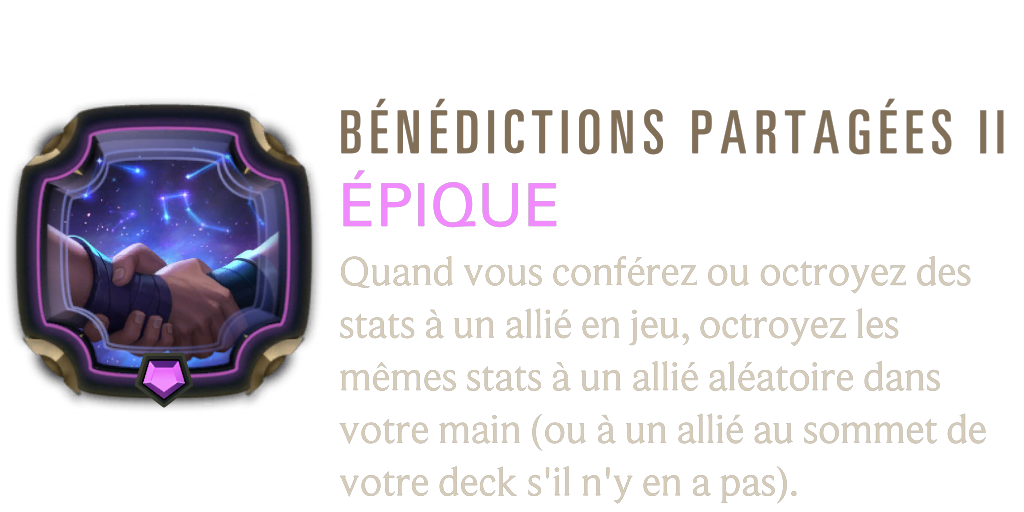 BÉNÉDICTIONS PARTAGÉES II
ÉPIQUE
Quand vous conférez ou octroyez des
stats à un allié en jeu, octroyez les
mêmes stats à un allié aléatoire dans
votre main (ou à un allié au sommet de
votre deck s'il n'y en a pas).